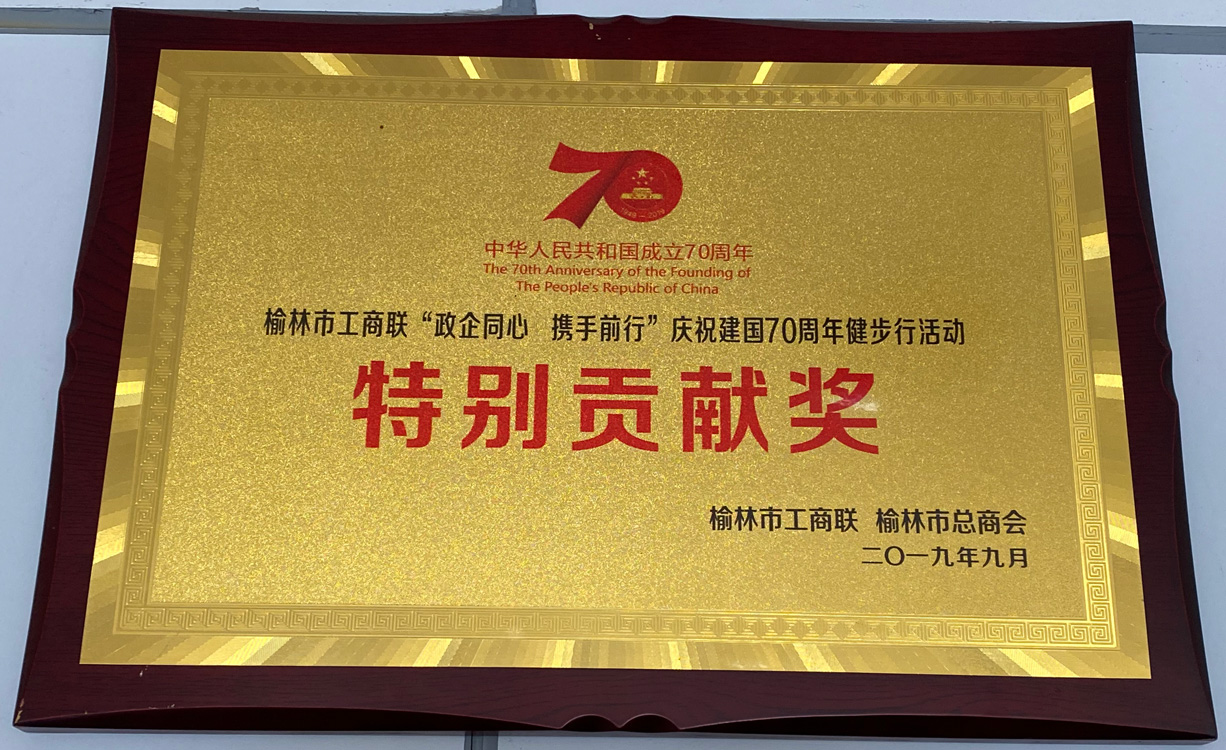 70
1949 — 2019
中华人民共和国成立70周年
The 70th Anniversary of the Founding of
The People's Republic of China
榆林市工商联“政企同心 携手前行”庆祝建国70周年健步行活动
特别贡献奖
榆林市工商联 榆林市总商会
二〇一九年九月